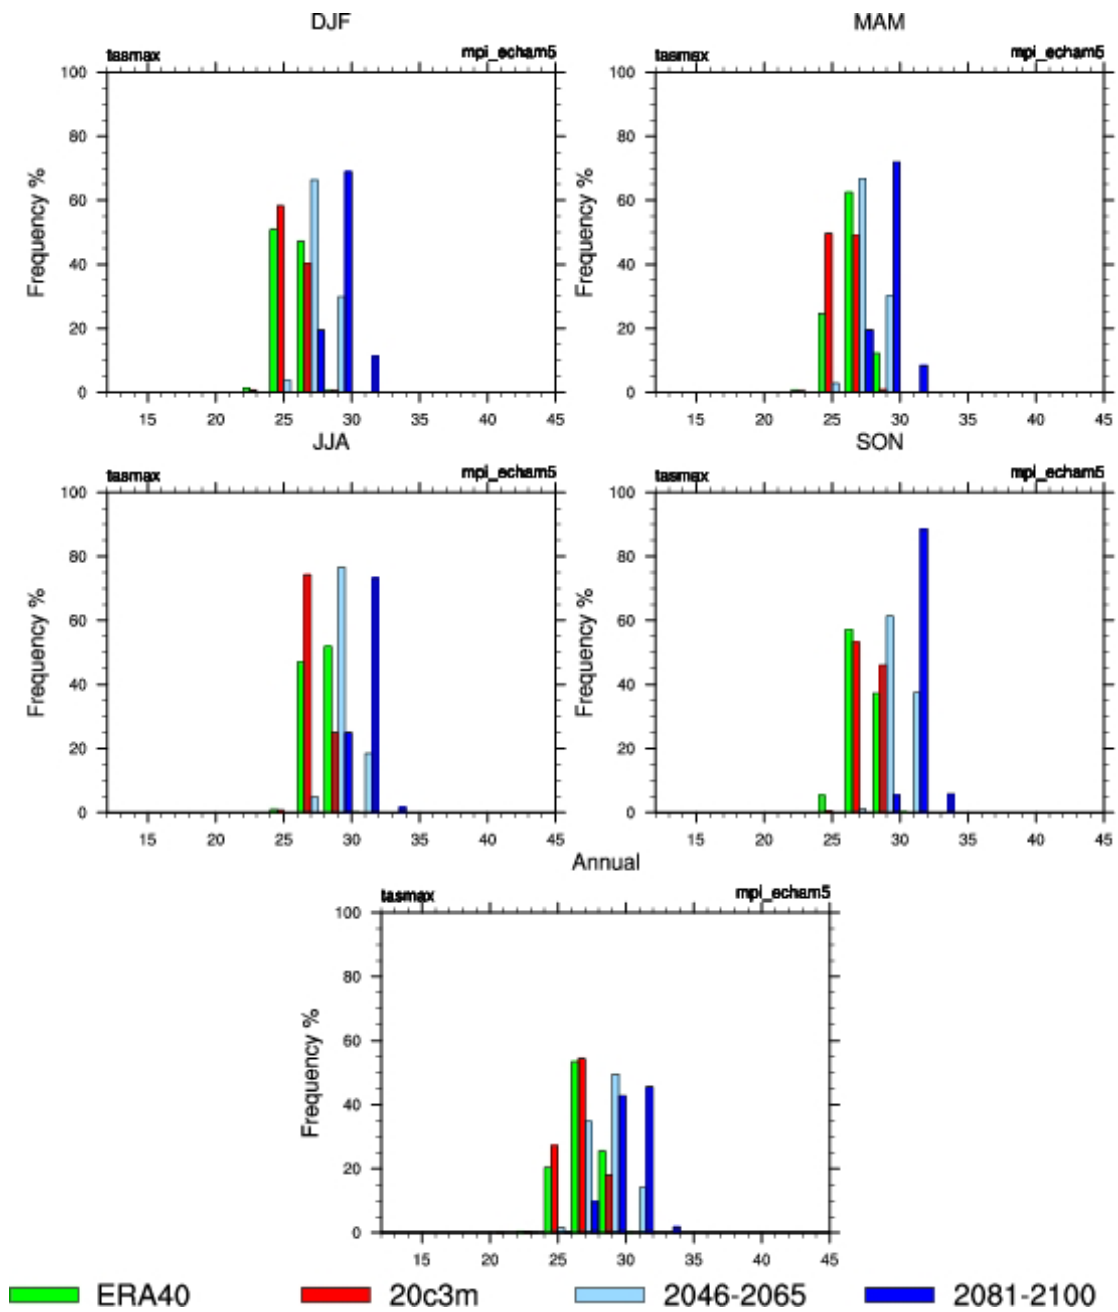 DJF MAM
tasmax mpi_echam5 tasmax mpi_echam5
100 100
80 80
Frequency % Frequency %
60 60
40 40
20 20
0 0
15 20 25 30 35 40 45 15 20 25 30 35 40 45
JJA SON
tasmax mpi_echam5 tasmax mpi_echam5
100 100
80 80
Frequency % Frequency %
60 60
40 40
20 20
0 0
15 20 25 30 35 40 45 15 20 25 30 35 40 45
Annual
tasmax mpi_echam5
100
80
Frequency %
60
40
20
0
15 20 25 30 35 40 45
ERA40 20c3m 2046-2065 2081-2100